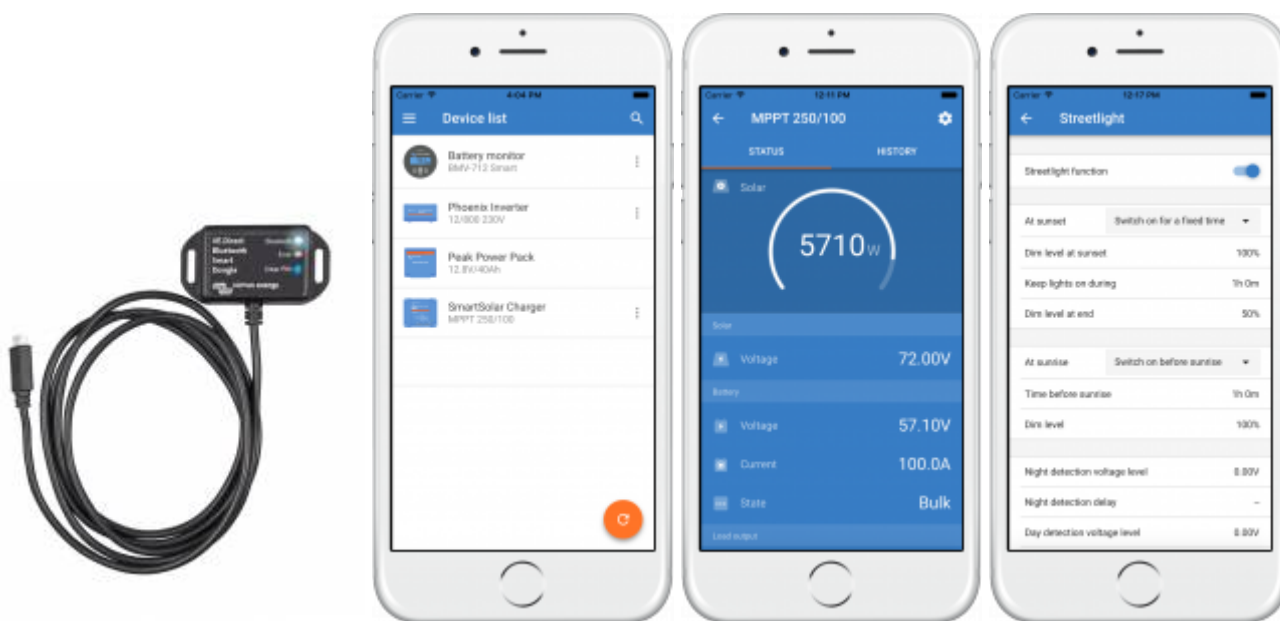 VE.Direct
Bluetooth
Smart
Dongle
victron energy
Carrier 4:04 PM
Device list
Battery monitor
BMV-712 Smart
Phoenix Inverter
12/800 230V
Peak Power Pack
12.8V/40Ah
SmartSolar Charger
MPPT 250/100
Carrier 12:11 PM
MPPT 250/100
STATUS HISTORY
Solar
5710W
Solar
Voltage 72.00V
Battery
Voltage 57.10V
Current 100.0A
State Bulk
Load output
Carrier 12:17 PM
Streetlight
Streetlight function
At sunset Switch on for a fixed time
Dim level at sunset 100%
Keep lights on during 1h 0m
Dim level at end 50%
At sunrise Switch on before sunrise
Time before sunrise 1h 0m
Dim level 100%
Night detection voltage level 0.00V
Night detection delay –
Day detection voltage level 0.00V